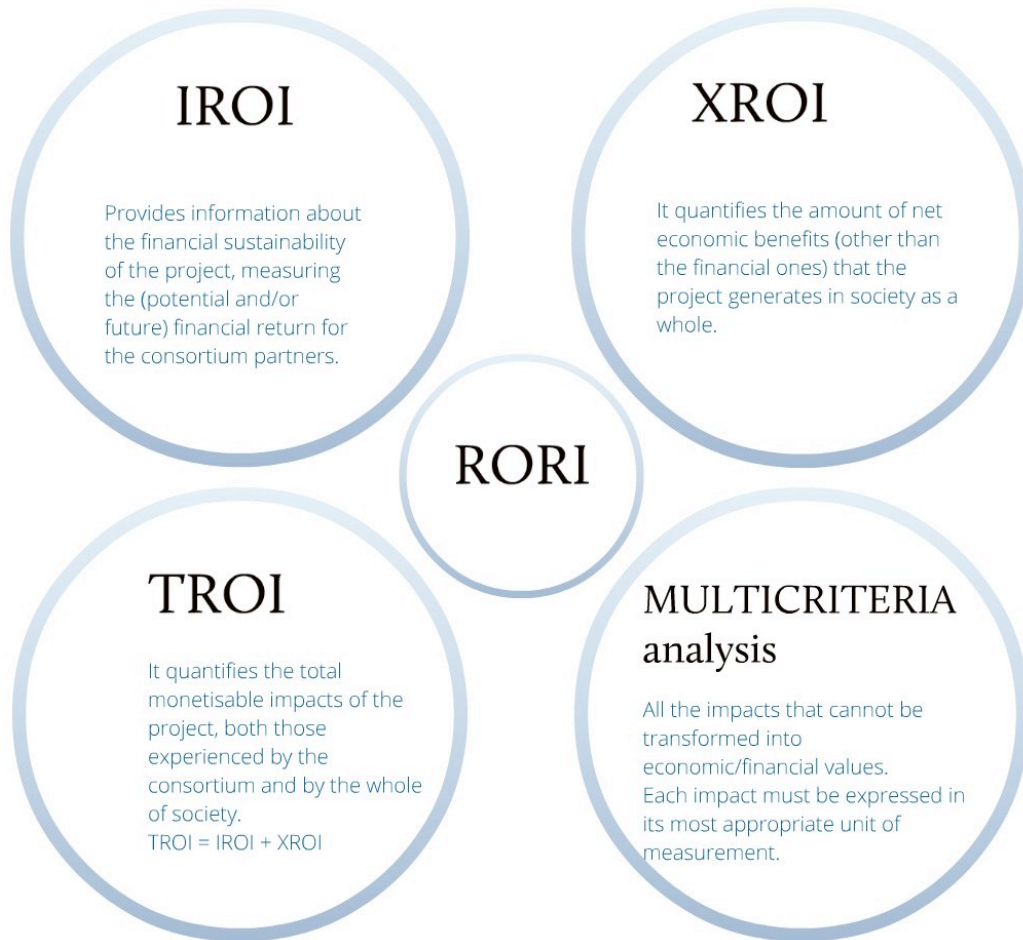 IROI
Provides information about
the financial sustainability
of the project, measuring
the (potential and/or
future) financial return for
the consortium partners.
XROI
It quantifies the amount of net
economic benefits (other than
the financial ones) that the
project generates in society as a
whole.
RORI
TROI
It quantifies the total
monetisable impacts of the
project, both those
experienced by the
consortium and by the whole
of society.
TROI = IROI + XROI
MULTICRITERIA
analysis
All the impacts that cannot be
transformed into
economic/financial values.
Each impact must be expressed in
its most appropriate unit of
measurement.